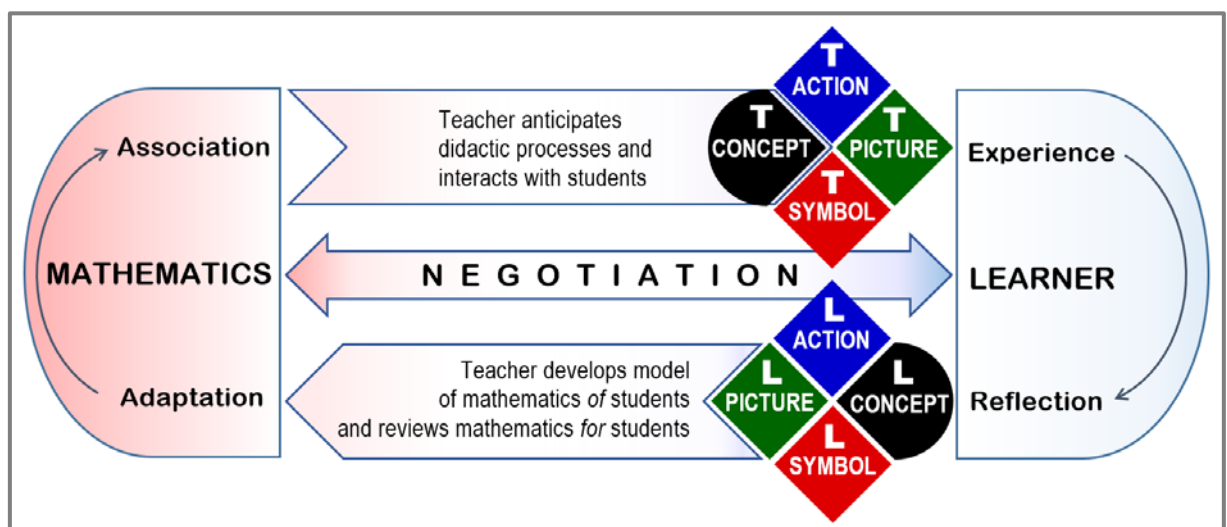 Association
MATHEMATICS
Adaptation
Teacher anticipates
didactic processes and
interacts with students
T
ACTION
T
CONCEPT
T
PICTURE
T
SYMBOL
NEGOTIATION
Teacher develops model
of mathematics of students
and reviews mathematics for students
L
ACTION
L
PICTURE
L
CONCEPT
L
SYMBOL
Experience
LEARNER
Reflection